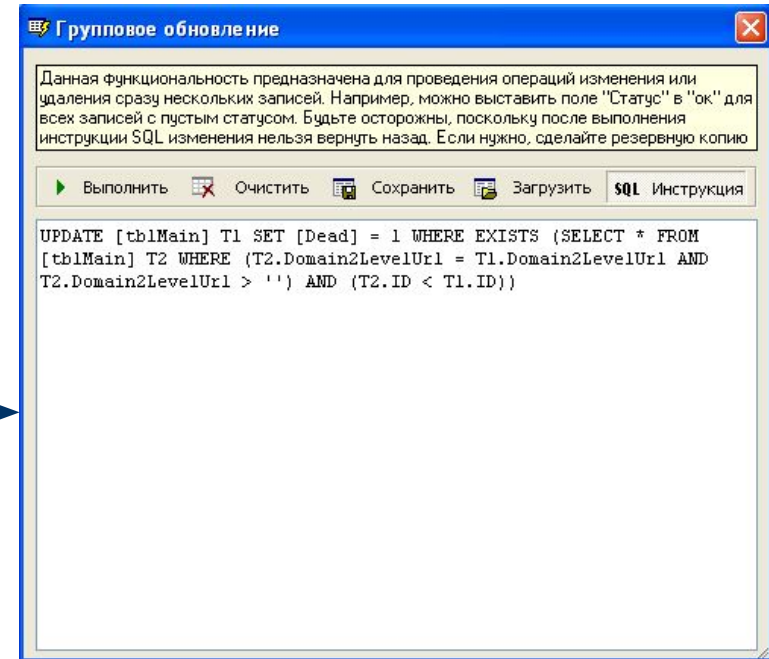 Групповое обновление
Данная функциональность предназначена для проведения операций изменения или
удаления сразу нескольких записей. Например, можно выставить поле "Статус" в "ок" для
всех записей с пустым статусом. Будьте осторожны, поскольку после выполнения
инструкции SQL изменения нельзя вернуть назад. Если нужно, сделайте резервную копию
Выполнить Очистить Сохранить Загрузить SQL Инструкция
UPDATE [tblMain] T1 SET [Dead] = 1 WHERE EXISTS (SELECT * FROM
[tblMain] T2 WHERE (T2.Domain2LevelUrl = T1.Domain2LevelUrl AND
T2.Domain2LevelUrl > '') AND (T2.ID < T1.ID))